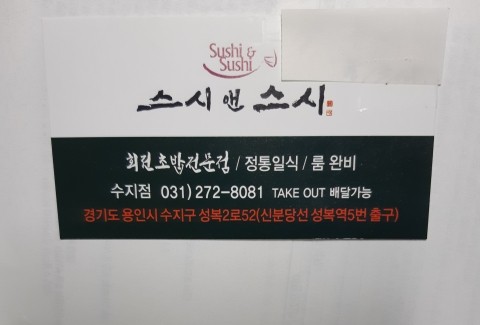 Sushi &
Sushi
스시앤스시
회전초밥전문점 / 정통일식 / 룸 완비
수지점 031) 272-8081 TAKE OUT 배달가능
경기도 용인시 수지구 성복2로52(신분당선 성복역5번 출구)